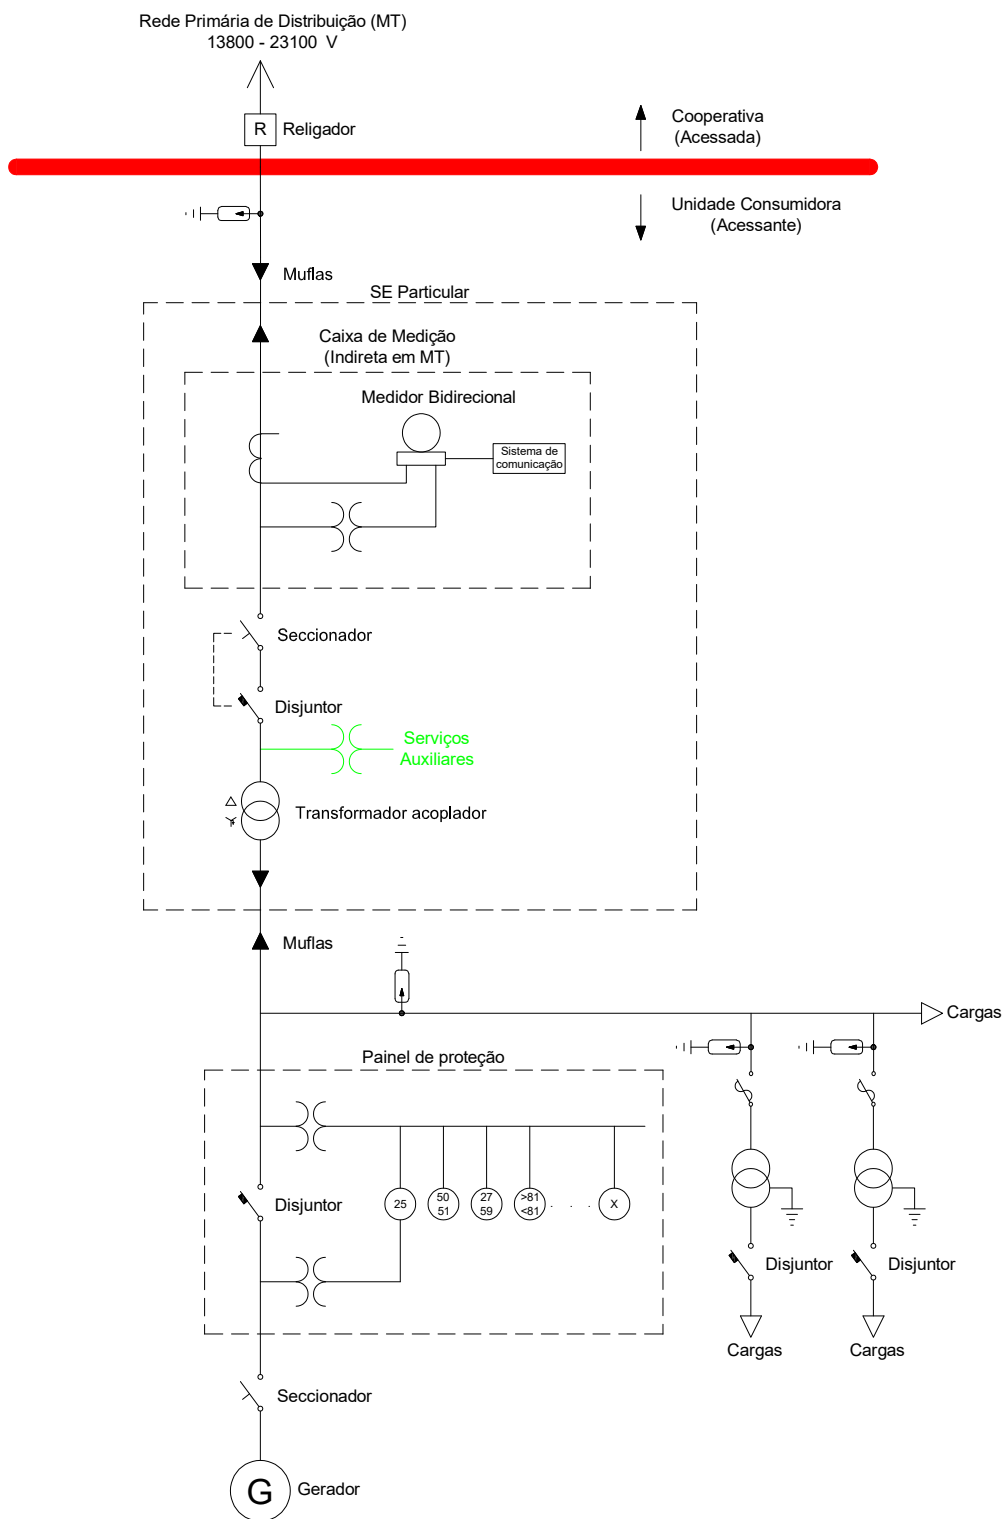 Rede Primária de Distribuição (MT)
13800 - 23100 V
R
Religador
Cooperativa
(Acessada)
Unidade Consumidora
(Acessante)
Muflas
SE Particular
Caixa de Medição
(Indireta em MT)
Medidor Bidirecional
Sistema de
comunicação
Seccionador
Disjuntor
Serviços
Auxiliares
Transformador acoplador
Muflas
Cargas
Painel de proteção
Disjuntor
25
50
51
27
59
>81
<81
. . .
X
Disjuntor
Disjuntor
Cargas
Cargas
Seccionador
G
Gerador